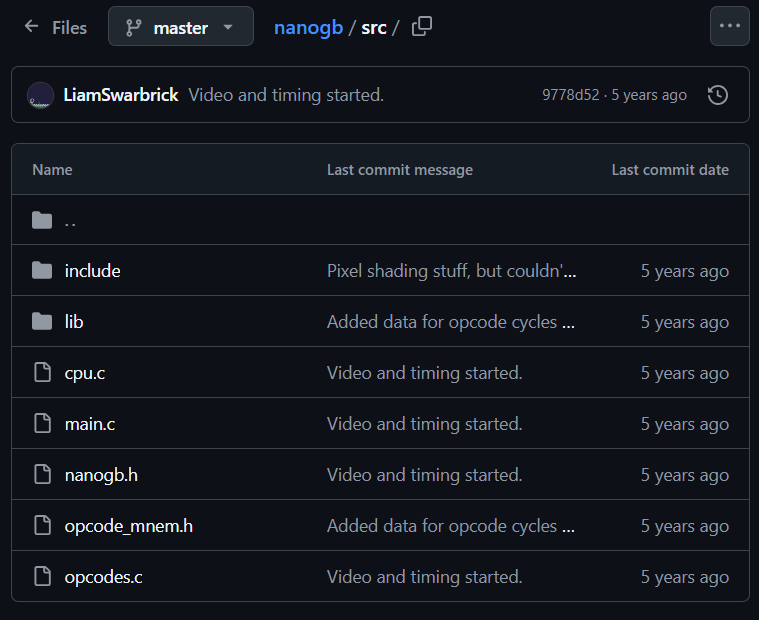 Files master nanogb / src /
LiamSwarbrick Video and timing started. 9778d52 · 5 years ago
Name Last commit message Last commit date
..
include Pixel shading stuff, but couldn'... 5 years ago
lib Added data for opcode cycles ... 5 years ago
cpu.c Video and timing started. 5 years ago
main.c Video and timing started. 5 years ago
nanogb.h Video and timing started. 5 years ago
opcode_mnem.h Added data for opcode cycles ... 5 years ago
opcodes.c Video and timing started. 5 years ago